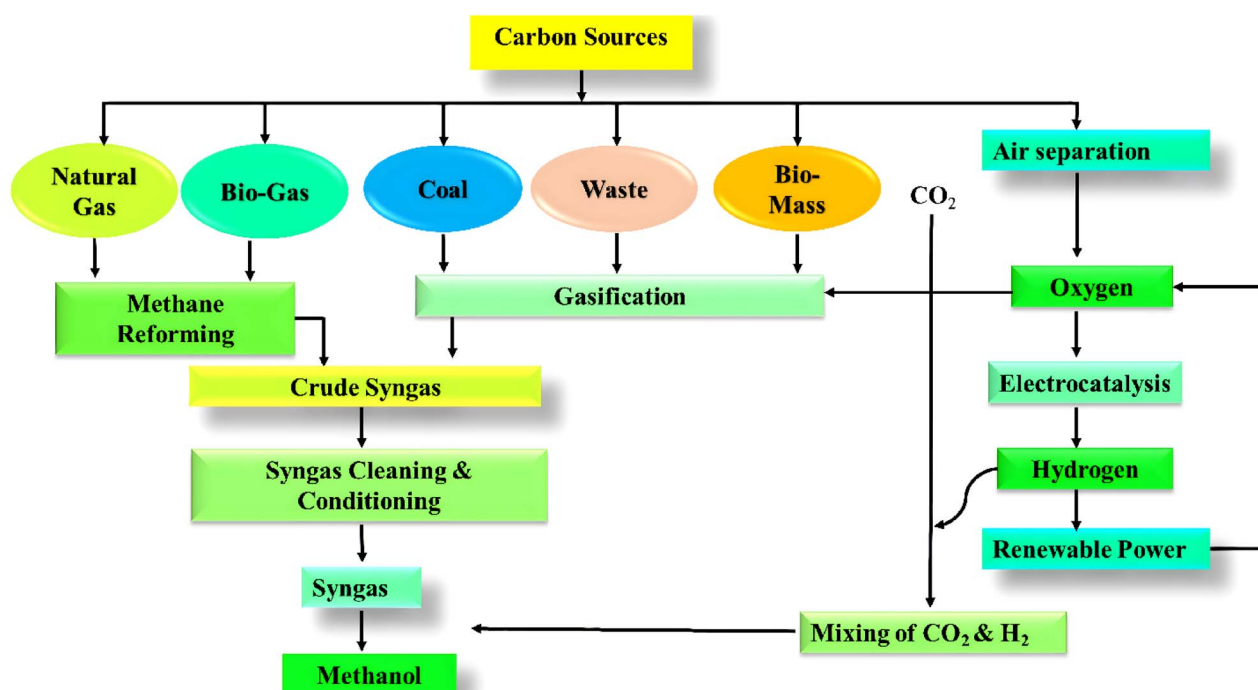 Carbon Sources
Natural
Gas
Bio-Gas
Coal
Waste
Bio-
Mass
Air separation
CO₂
Methane
Reforming
Gasification
Oxygen
Crude Syngas
Electrocatalysis
Syngas Cleaning &
Conditioning
Hydrogen
Renewable Power
Syngas
Mixing of CO₂ & H₂
Methanol